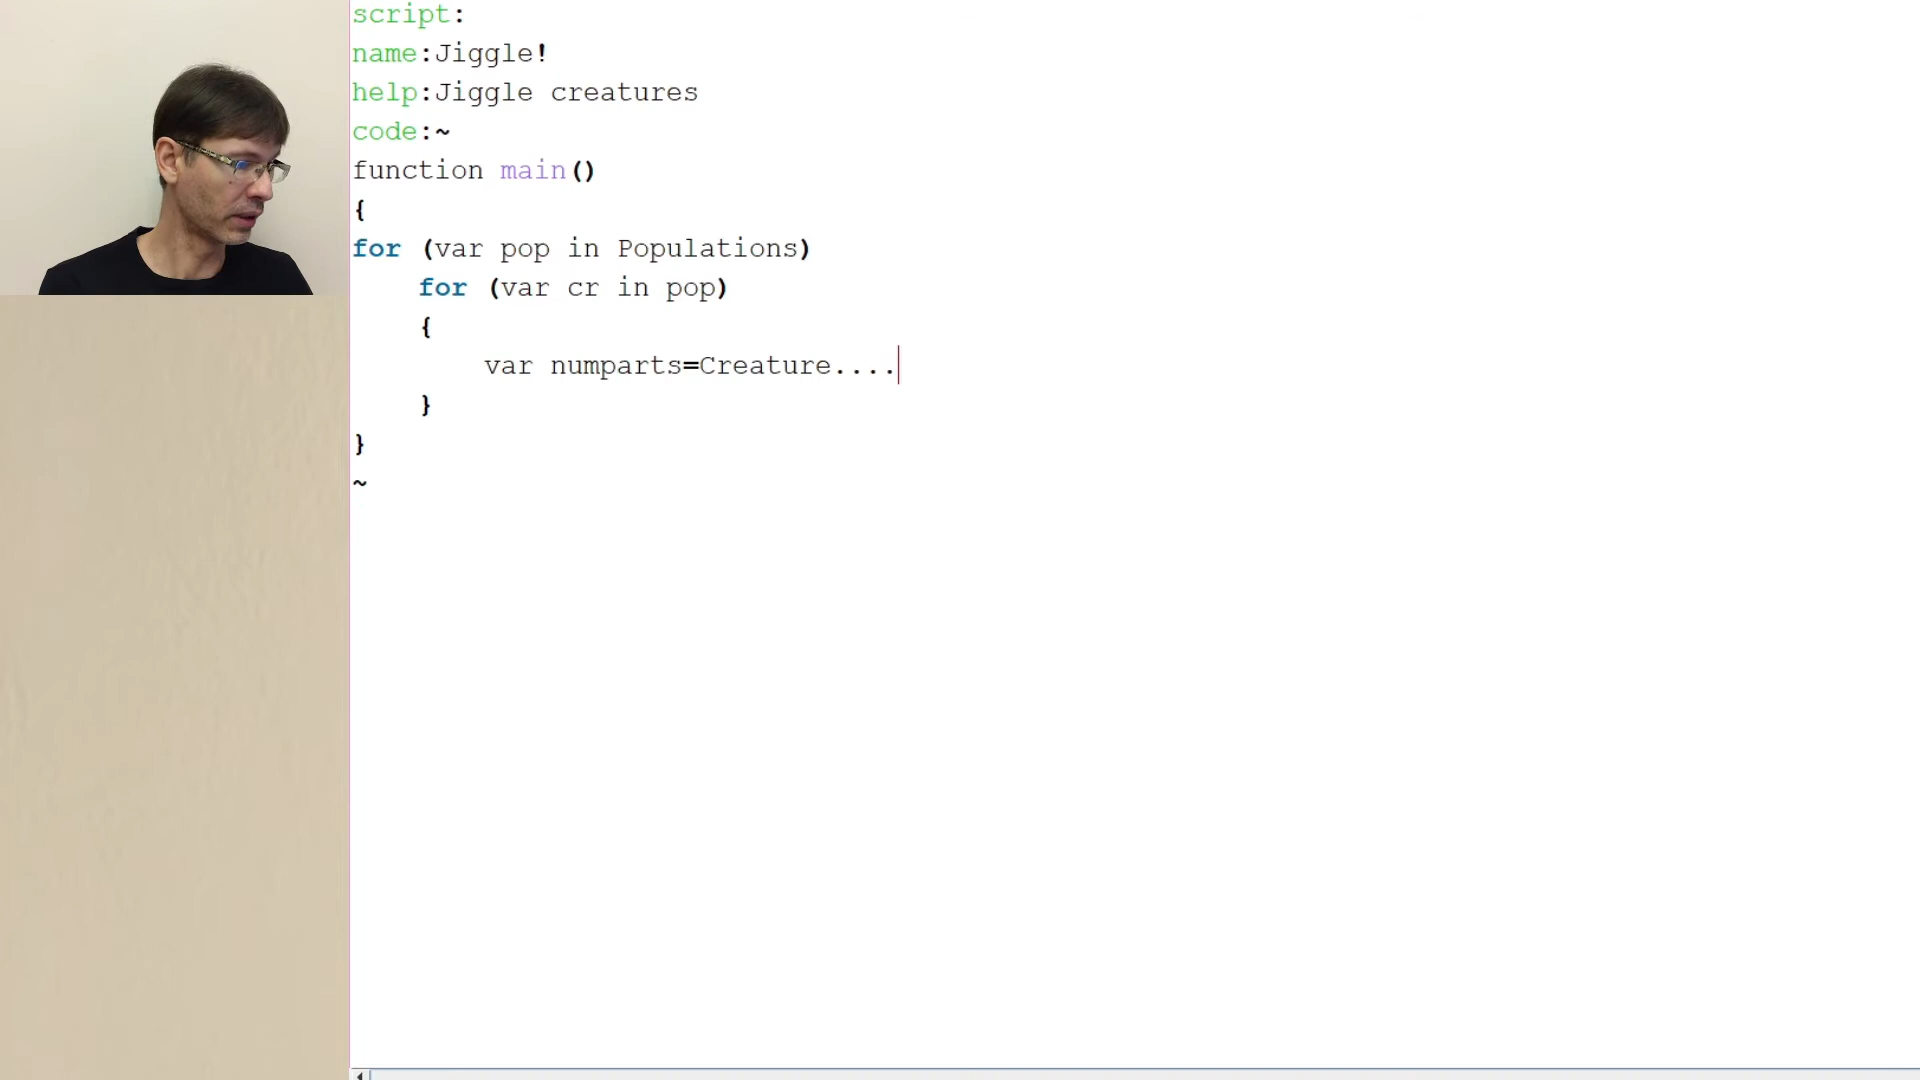 script:
name:Jiggle!
help:Jiggle creatures
code:~
function main()
{
for (var pop in Populations)
    for (var cr in pop)
    {
        var numparts=Creature....
    }
}
~